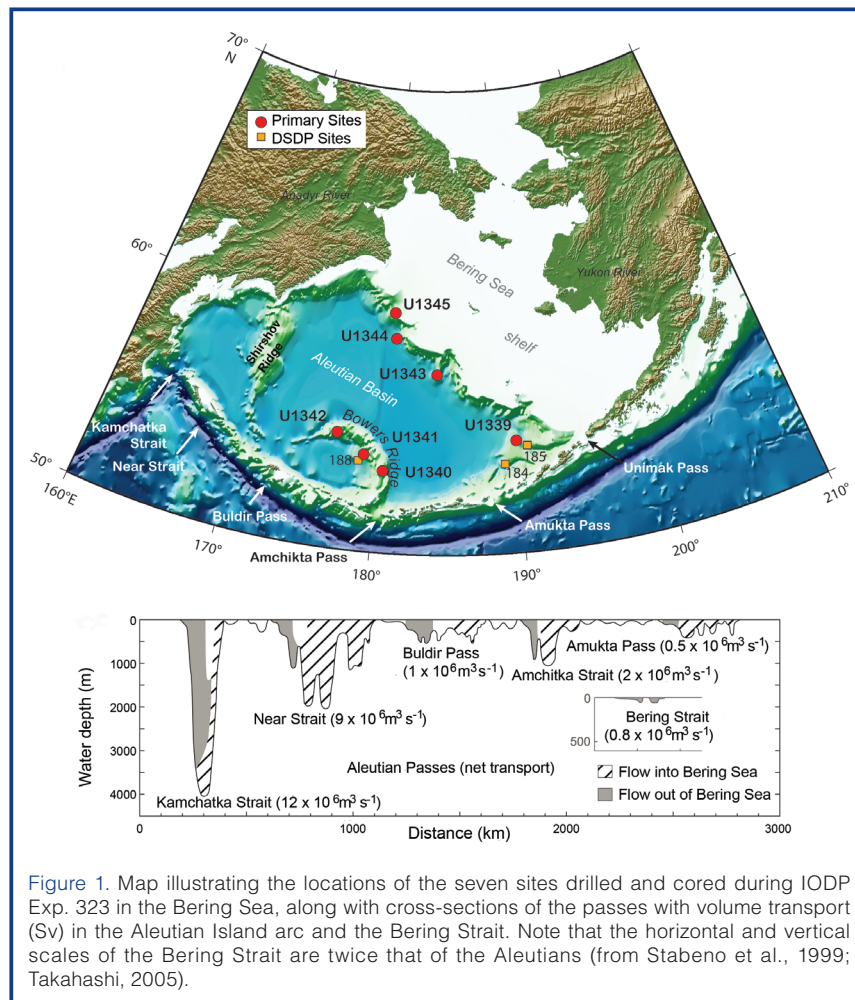 70°
N
Primary Sites
DSDP Sites
Anadyr River
60°
Bering Sea
shelf
Yukon River
U1345
U1344
U1343
Shirshov
Ridge
Aleutian Basin
U1342
Bowers Ridge
U1341
U1340
188
U1339
185
184
Kamchatka
Strait
Near Strait
50°
160°E
Buldir Pass
Amchikta Pass
Unimak Pass
Amukta Pass
210°
170°
180°
190°
200°
Water depth (m)
0
1000
2000
3000
4000
Kamchatka Strait (12 x 10⁶m³ s⁻¹)
Near Strait (9 x 10⁶m³ s⁻¹)
Buldir Pass
(1 x 10⁶m³s⁻¹)
Amukta Pass (0.5 x 10⁶m³ s⁻¹)
Amchitka Strait (2 x 10⁶m³ s⁻¹)
0
500
Bering Strait
(0.8 x 10⁶m³ s⁻¹)
Aleutian Passes (net transport)
Flow into Bering Sea
Flow out of Bering Sea
0
1000
2000
3000
Distance (km)
Figure 1. Map illustrating the locations of the seven sites drilled and cored during IODP
Exp. 323 in the Bering Sea, along with cross-sections of the passes with volume transport
(Sv) in the Aleutian Island arc and the Bering Strait. Note that the horizontal and vertical
scales of the Bering Strait are twice that of the Aleutians (from Stabeno et al., 1999;
Takahashi, 2005).